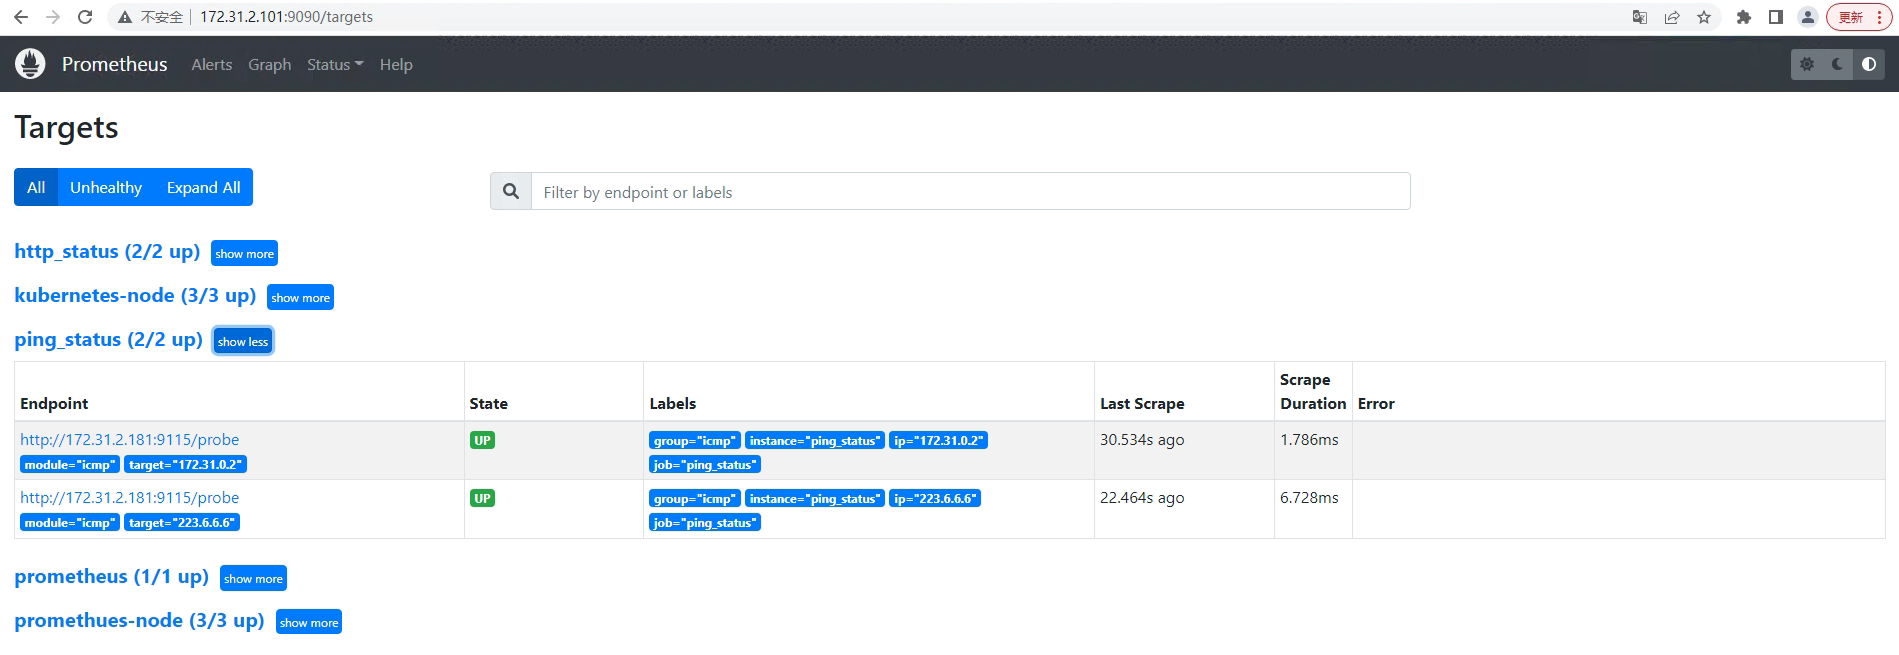 不安全 | 172.31.2.101:9090/targets 更新
Prometheus Alerts Graph Status Help
Targets
All Unhealthy Expand All Filter by endpoint or labels
http_status (2/2 up) show more
kubernetes-node (3/3 up) show more
ping_status (2/2 up) show less
Endpoint State Labels Last Scrape Scrape Duration Error
http://172.31.2.181:9115/probe UP group="icmp" instance="ping_status" ip="172.31.0.2" 30.534s ago 1.786ms
module="icmp" target="172.31.0.2" job="ping_status"
http://172.31.2.181:9115/probe UP group="icmp" instance="ping_status" ip="223.6.6.6" 22.464s ago 6.728ms
module="icmp" target="223.6.6.6" job="ping_status"
prometheus (1/1 up) show more
promethues-node (3/3 up) show more